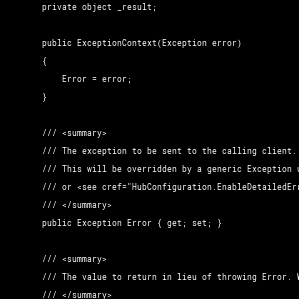 private object _result;
public ExceptionContext(Exception error)
{
Error = error;
}
/// <summary>
/// The exception to be sent to the calling client.
/// This will be overridden by a generic Exception
/// or <see cref="HubConfiguration.EnableDetailedErr
/// </summary>
public Exception Error { get; set; }
/// <summary>
/// The value to return in lieu of throwing Error.
/// </summary>